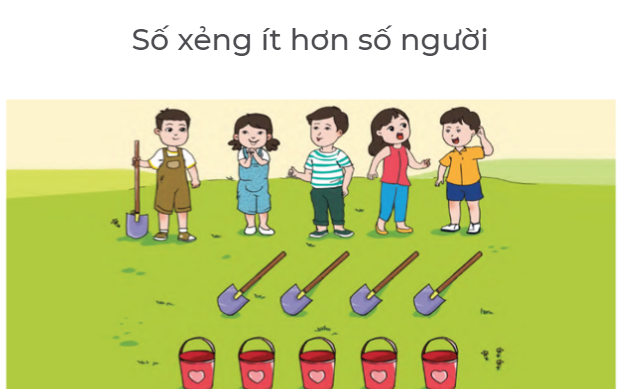 Số xẻng ít hơn số người